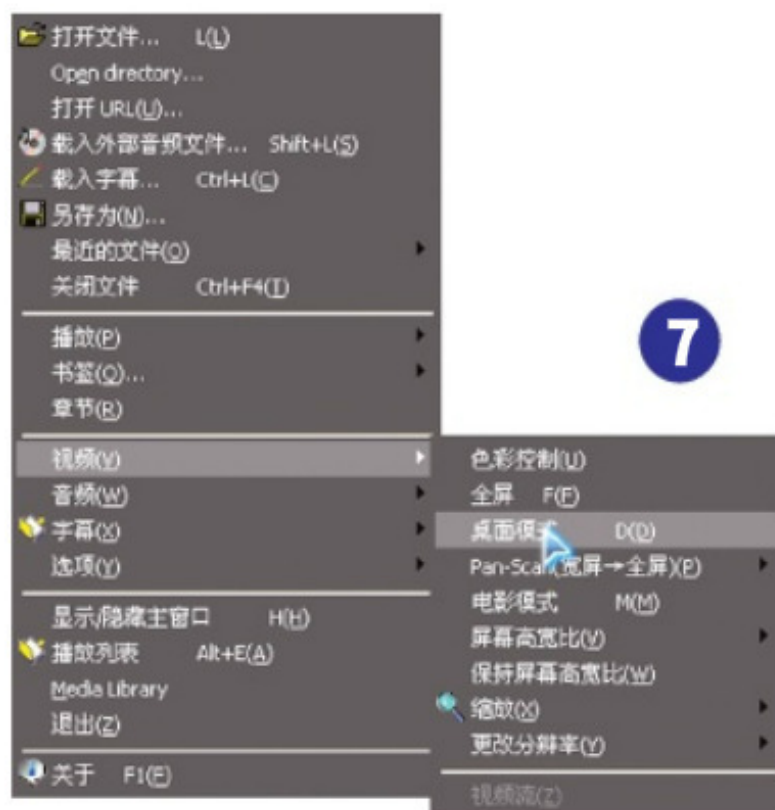 打开文件... L(L)
Open directory...
打开 URL(U)...
载入外部音频文件... Shift+L(S)
载入字幕... Ctrl+L(C)
另存为(N)...
最近的文件(O)
关闭文件 Ctrl+F4(T)
播放(P)
书签(Q)...
章节(R)
视频(V)
音频(W)
字幕(X)
选项(Y)
显示/隐藏主窗口 H(H)
播放列表 Alt+E(A)
Media Library
退出(Z)
关于 F1(E)
7
色彩控制(U)
全屏 F(F)
桌面模式 D(D)
Pan-Scan(宽屏→全屏)(P)
电影模式 M(M)
屏幕高宽比(V)
保持屏幕高宽比(W)
缩放(X)
更改分辨率(Y)
视频流(Z)